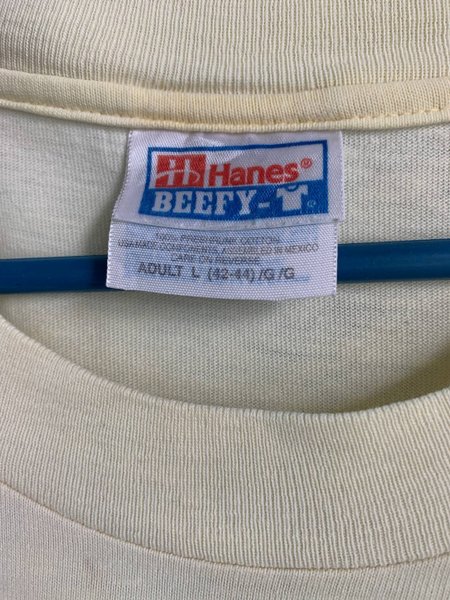 Hanes®
BEEFY-T®
100% PRESHRUNK COTTON
USA MADE COMPONENTS, ASSEMBLED IN MEXICO
CARE ON REVERSE
ADULT L (42-44)/G/G